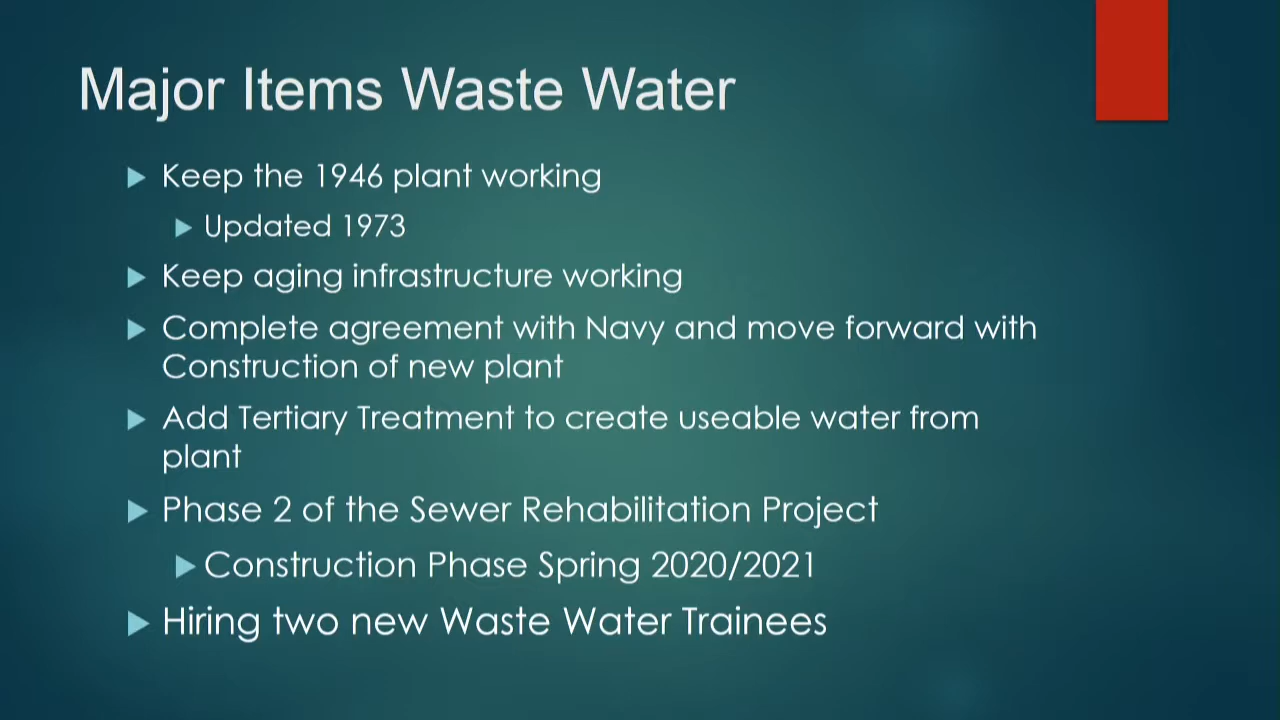 Major Items Waste Water
Keep the 1946 plant working
Updated 1973
Keep aging infrastructure working
Complete agreement with Navy and move forward with
Construction of new plant
Add Tertiary Treatment to create useable water from
plant
Phase 2 of the Sewer Rehabilitation Project
Construction Phase Spring 2020/2021
Hiring two new Waste Water Trainees